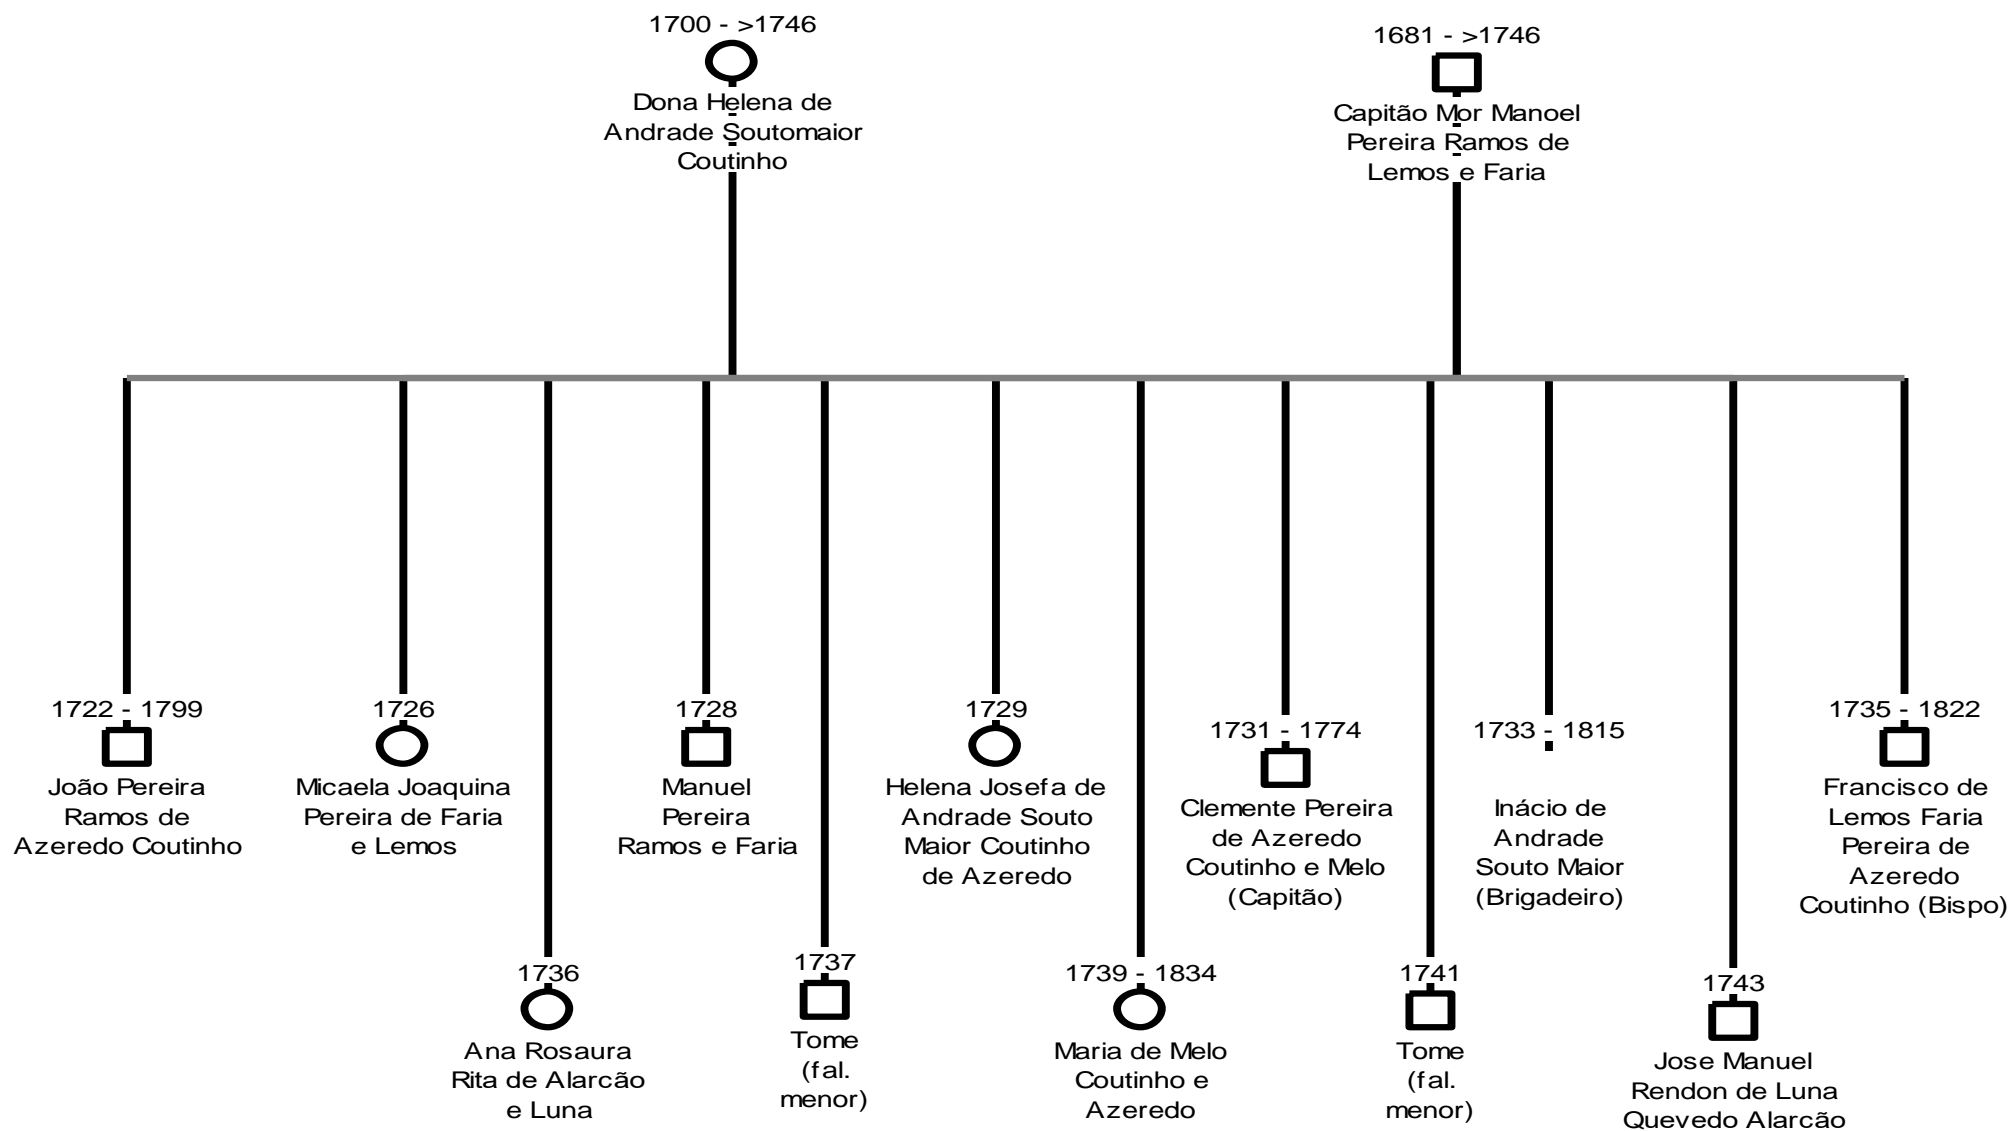 1700 - >1746
Dona Helena de
Andrade Soutomaior
Coutinho
1681 - >1746
Capitão Mor Manoel
Pereira Ramos de
Lemos e Faria
1722 - 1799
João Pereira
Ramos de
Azeredo Coutinho
1726
Micaela Joaquina
Pereira de Faria
e Lemos
1728
Manuel
Pereira
Ramos e Faria
1729
Helena Josefa de
Andrade Souto
Maior Coutinho
de Azeredo
1731 - 1774
Clemente Pereira
de Azeredo
Coutinho e Melo
(Capitão)
1733 - 1815
Inácio de
Andrade
Souto Maior
(Brigadeiro)
1735 - 1822
Francisco de
Lemos Faria
Pereira de
Azeredo
Coutinho (Bispo)
1736
Ana Rosaura
Rita de Alarcão
e Luna
1737
Tome
(fal.
menor)
1739 - 1834
Maria de Melo
Coutinho e
Azeredo
1741
Tome
(fal.
menor)
1743
Jose Manuel
Rendon de Luna
Quevedo Alarcão